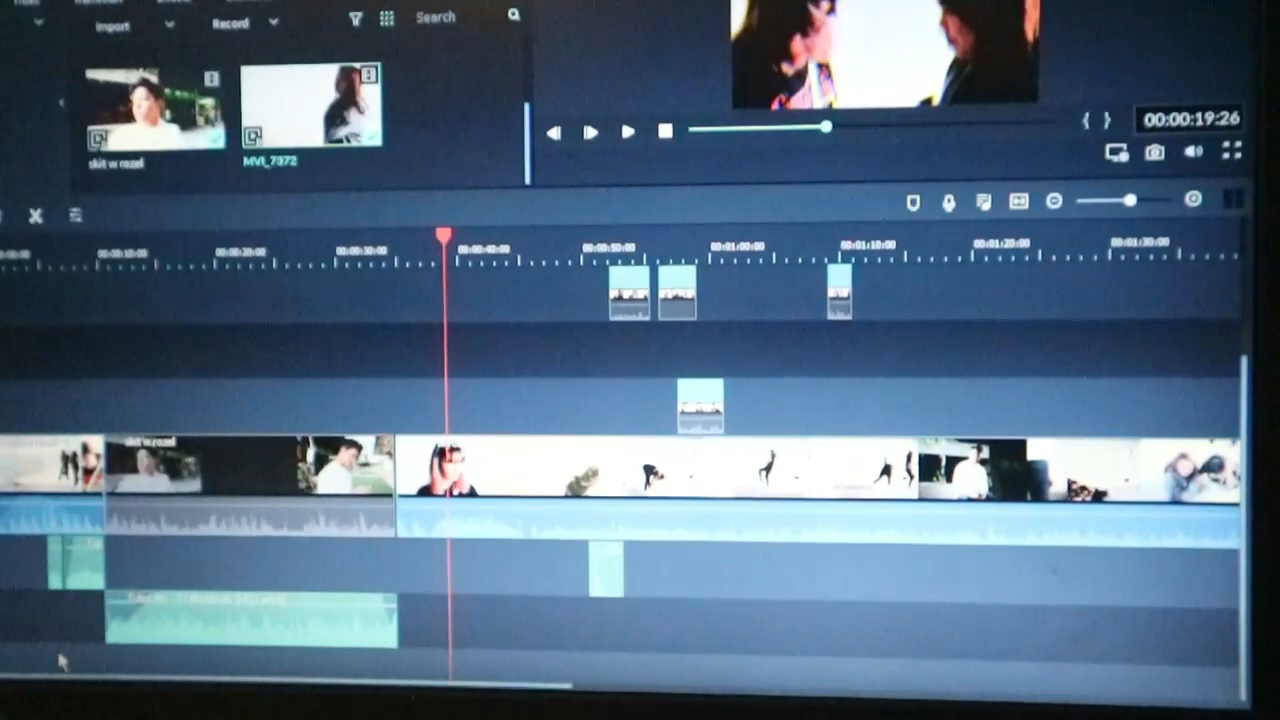 Import
Record
Search
skit w rozel
MVI_7372
00:00:19:26
00:00:10:00
00:00:20:00
00:00:30:00
00:00:40:00
00:00:50:00
00:01:00:00
00:01:10:00
00:01:20:00
00:01:30:00
skit w rozel